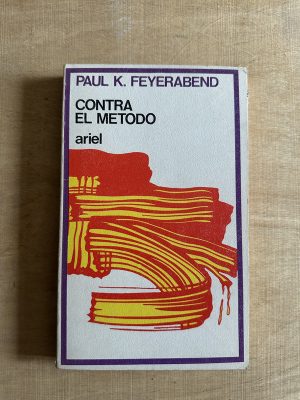 PAUL K. FEYERABEND
CONTRA
EL METODO
ariel